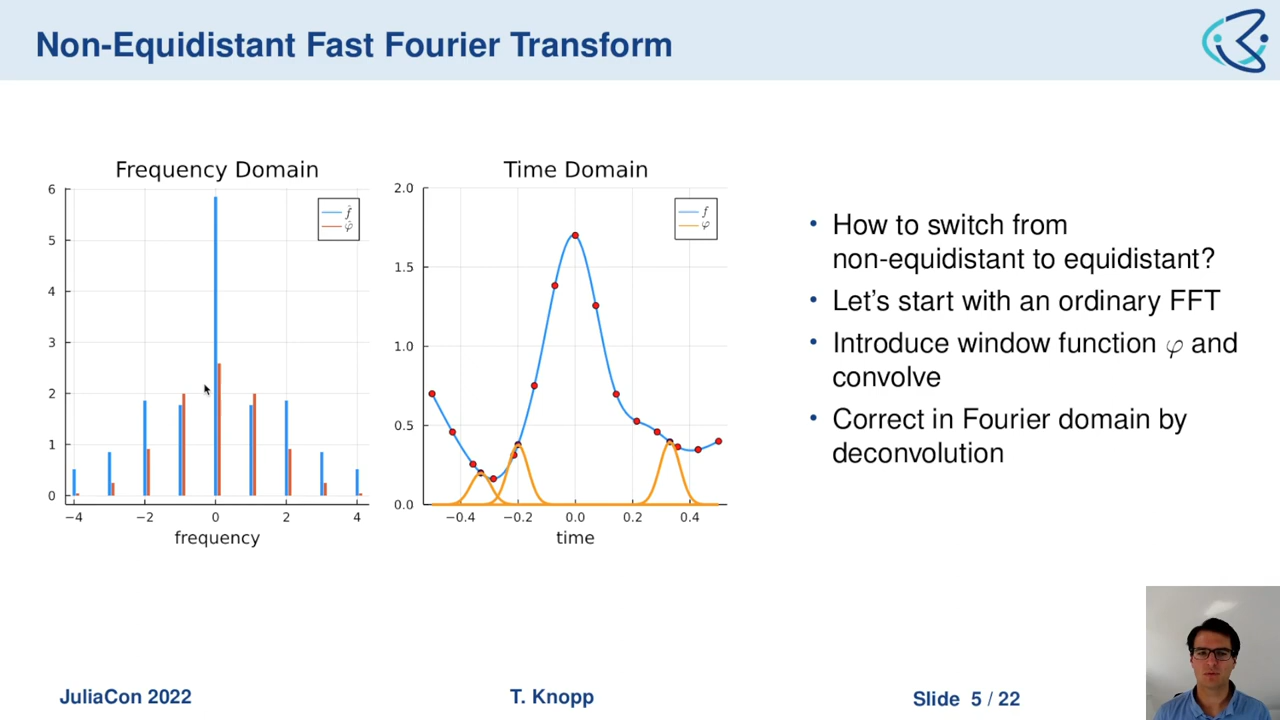 Non-Equidistant Fast Fourier Transform
Frequency Domain
6
5
4
3
2
1
0
−4
−2
0
2
4
frequency
f̂
φ̂
Time Domain
2.0
1.5
1.0
0.5
0.0
−0.4
−0.2
0.0
0.2
0.4
time
f
φ
• How to switch from
non-equidistant to equidistant?
• Let's start with an ordinary FFT
• Introduce window function φ and
convolve
• Correct in Fourier domain by
deconvolution
JuliaCon 2022
T. Knopp
Slide 5 / 22